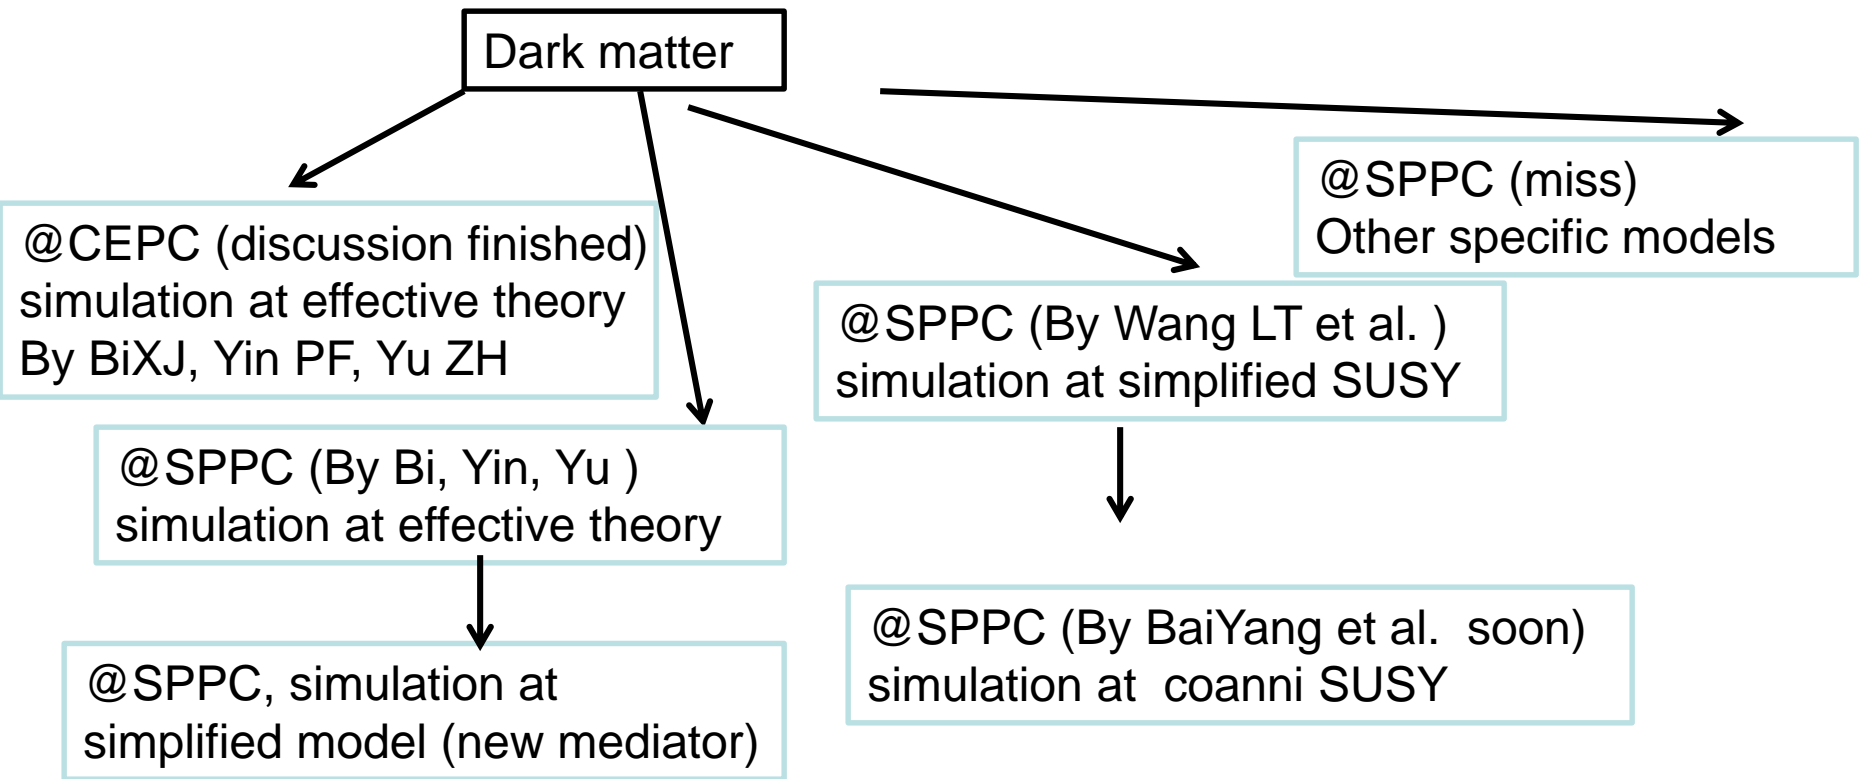 Dark matter
@CEPC (discussion finished)
simulation at effective theory
By BiXJ, Yin PF, Yu ZH
@SPPC (By Bi, Yin, Yu )
simulation at effective theory
@SPPC, simulation at
simplified model (new mediator)
@SPPC (By Wang LT et al. )
simulation at simplified SUSY
@SPPC (By BaiYang et al.  soon)
simulation at  coanni SUSY
@SPPC (miss)
Other specific models